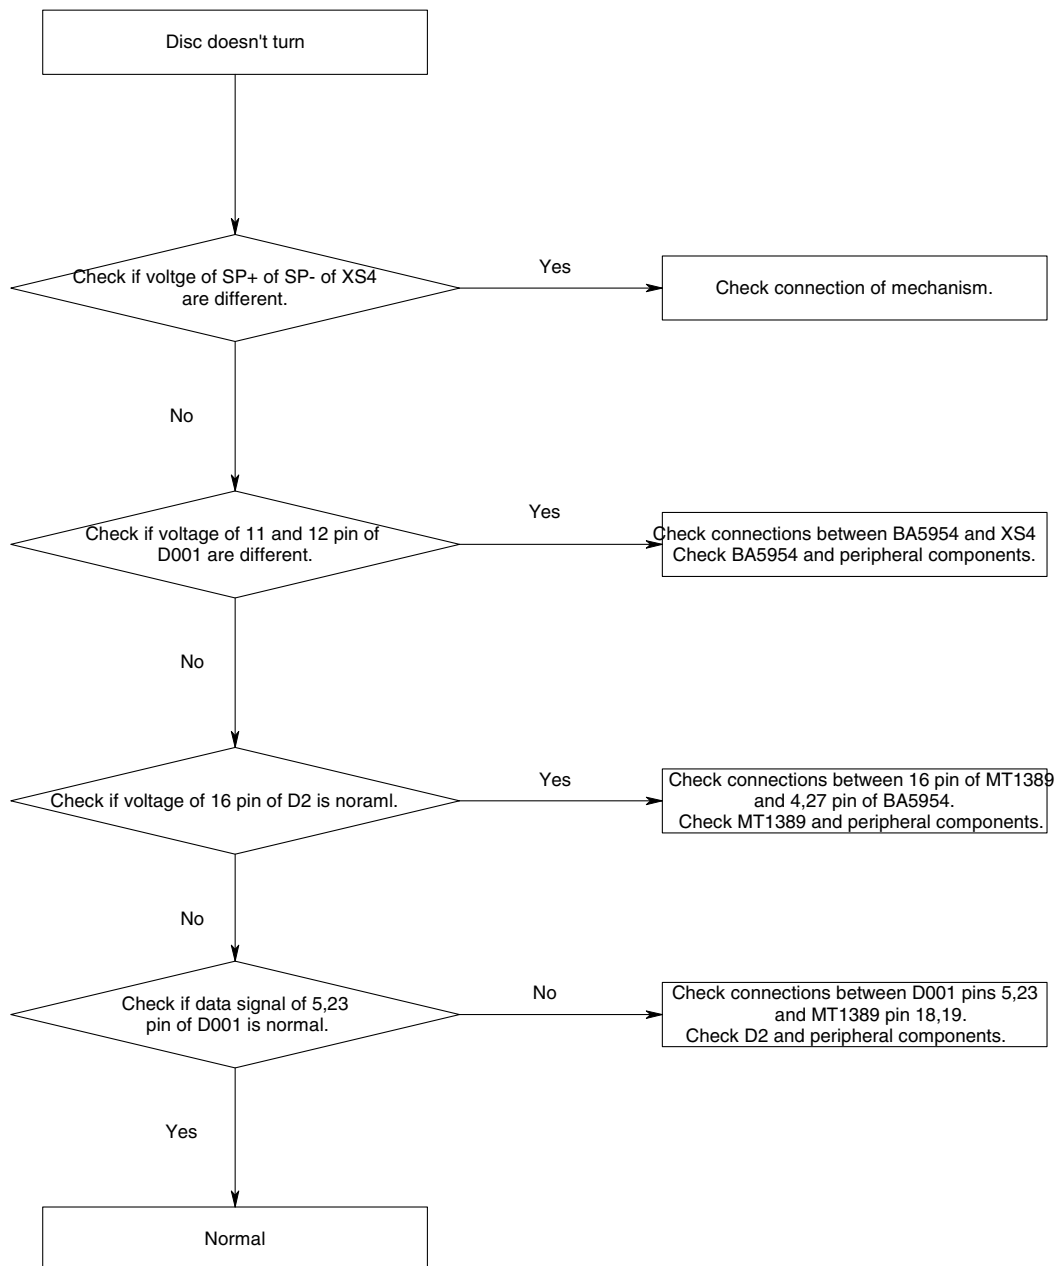 Disc doesn't turn
Check if voltge of SP+ of SP- of XS4
are different.
Yes
Check connection of mechanism.
No
Check if voltage of 11 and 12 pin of
D001 are different.
Yes
Check connections between BA5954 and XS4
Check BA5954 and peripheral components.
No
Check if voltage of 16 pin of D2 is noraml.
Yes
Check connections between 16 pin of MT1389
and 4,27 pin of BA5954.
Check MT1389 and peripheral components.
No
Check if data signal of 5,23
pin of D001 is normal.
No
Check connections between D001 pins 5,23
and MT1389 pin 18,19.
Check D2 and peripheral components.
Yes
Normal